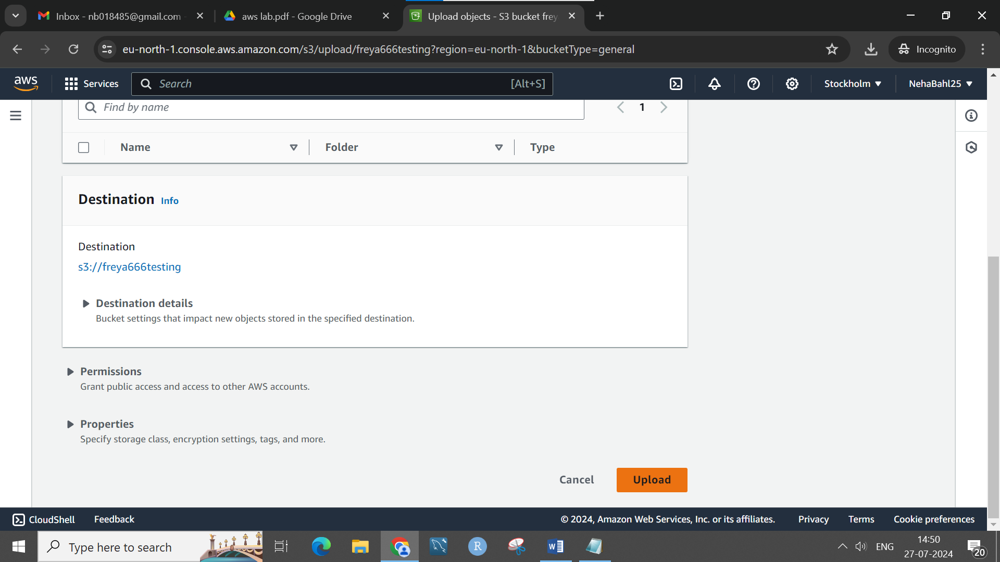 Inbox - nb018485@gmail.com -
aws lab.pdf - Google Drive
Upload objects - S3 bucket frey
eu-north-1.console.aws.amazon.com/s3/upload/freya666testing?region=eu-north-1&bucketType=general
Incognito
aws
Services
Search
[Alt+S]
Stockholm
NehaBahl25
Find by name
1
Name
Folder
Type
Destination Info
Destination
s3://freya666testing
Destination details
Bucket settings that impact new objects stored in the specified destination.
Permissions
Grant public access and access to other AWS accounts.
Properties
Specify storage class, encryption settings, tags, and more.
Cancel
Upload
CloudShell
Feedback
© 2024, Amazon Web Services, Inc. or its affiliates.
Privacy
Terms
Cookie preferences
Type here to search
R
W
ENG
14:50
27-07-2024
20